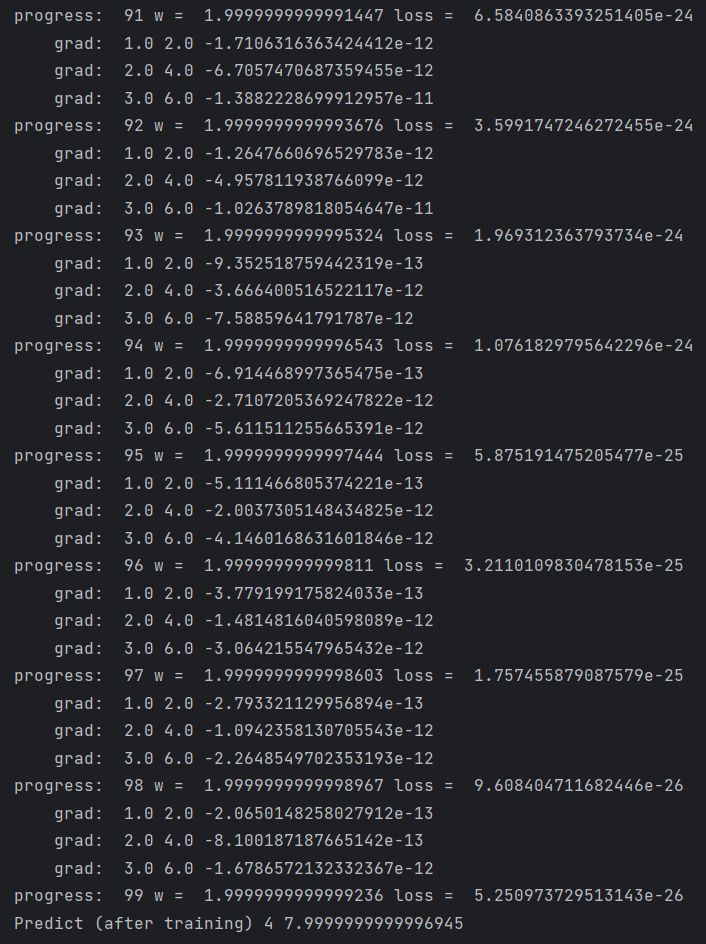 progress:  91 w =  1.9999999999991447 loss =  6.5840863393251405e-24
    grad:  1.0 2.0 -1.7106316363424412e-12
    grad:  2.0 4.0 -6.7057470687359455e-12
    grad:  3.0 6.0 -1.3882228699912957e-11
progress:  92 w =  1.9999999999993676 loss =  3.5991747246272455e-24
    grad:  1.0 2.0 -1.2647660696529783e-12
    grad:  2.0 4.0 -4.957811938766099e-12
    grad:  3.0 6.0 -1.0263789818054647e-11
progress:  93 w =  1.9999999999995324 loss =  1.969312363793734e-24
    grad:  1.0 2.0 -9.352518759442319e-13
    grad:  2.0 4.0 -3.666400516522117e-12
    grad:  3.0 6.0 -7.58859641791787e-12
progress:  94 w =  1.9999999999996543 loss =  1.0761829795642296e-24
    grad:  1.0 2.0 -6.914468997365475e-13
    grad:  2.0 4.0 -2.7107205369247822e-12
    grad:  3.0 6.0 -5.611511255665391e-12
progress:  95 w =  1.9999999999997444 loss =  5.875191475205477e-25
    grad:  1.0 2.0 -5.111466805374221e-13
    grad:  2.0 4.0 -2.0037305148434825e-12
    grad:  3.0 6.0 -4.1460168631601846e-12
progress:  96 w =  1.999999999999811 loss =  3.2110109830478153e-25
    grad:  1.0 2.0 -3.779199175824033e-13
    grad:  2.0 4.0 -1.4814816040598089e-12
    grad:  3.0 6.0 -3.064215547965432e-12
progress:  97 w =  1.9999999999998603 loss =  1.757455879087579e-25
    grad:  1.0 2.0 -2.793321129956894e-13
    grad:  2.0 4.0 -1.0942358130705543e-12
    grad:  3.0 6.0 -2.2648549702353193e-12
progress:  98 w =  1.9999999999998967 loss =  9.608404711682446e-26
    grad:  1.0 2.0 -2.0650148258027912e-13
    grad:  2.0 4.0 -8.100187187665142e-13
    grad:  3.0 6.0 -1.6786572132332367e-12
progress:  99 w =  1.9999999999999236 loss =  5.250973729513143e-26
Predict (after training) 4 7.9999999999996945